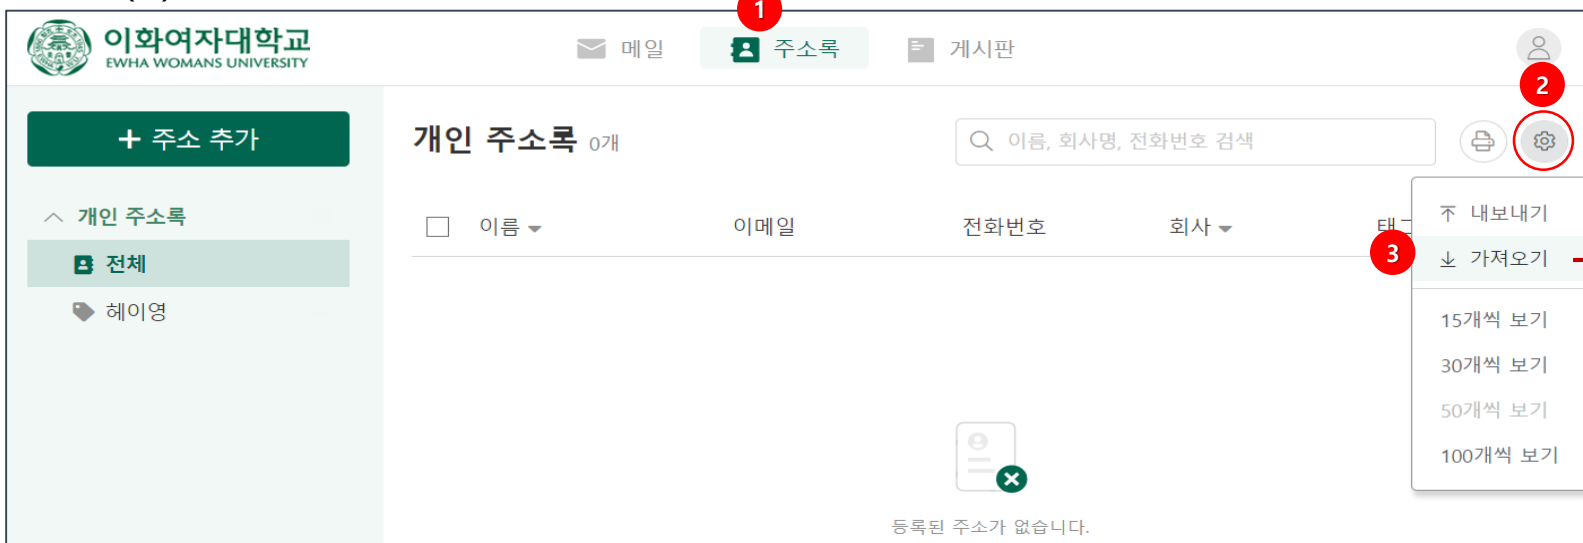 1
이화여자대학교
EWHA WOMANS UNIVERSITY
메일
주소록
게시판
2
주소 추가
개인 주소록 0개
이름, 회사명, 전화번호 검색
개인 주소록
이름
이메일
전화번호
회사
내보내기
3
가져오기
전체
헤이영
15개씩 보기
30개씩 보기
50개씩 보기
100개씩 보기
등록된 주소가 없습니다.